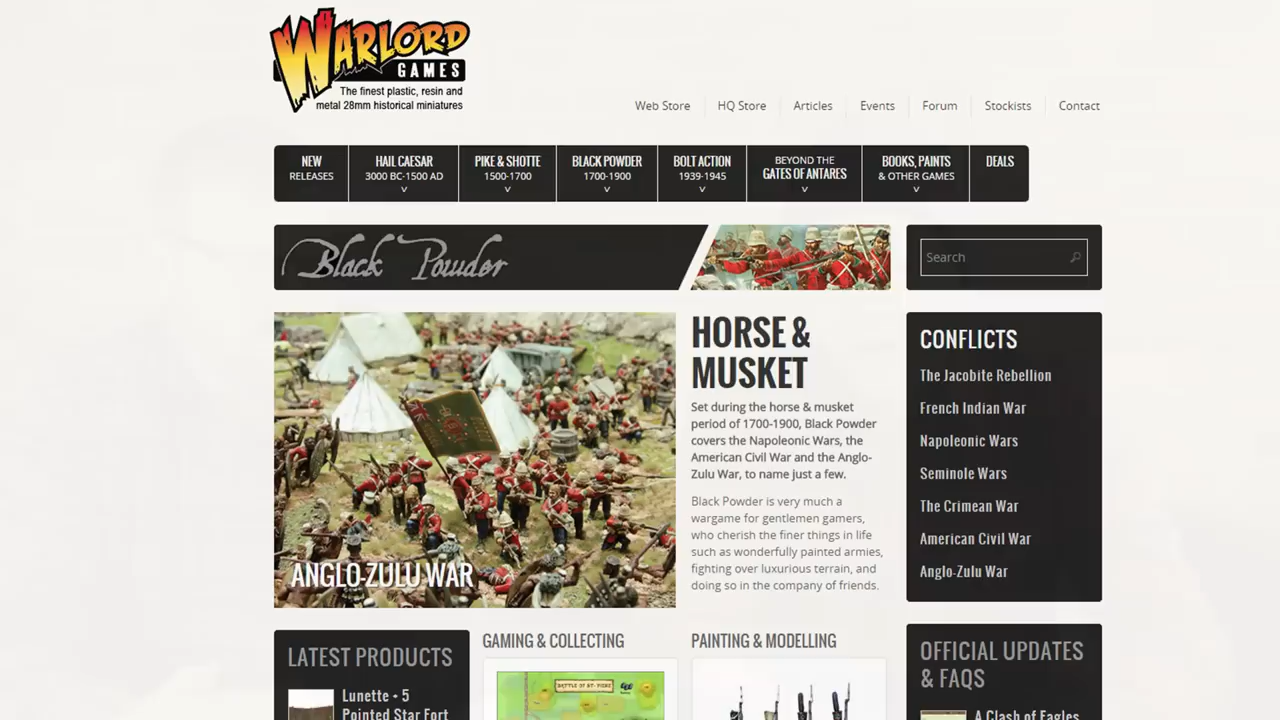 WARLORD
GAMES
The finest plastic, resin and
metal 28mm historical miniatures
Web Store
HQ Store
Articles
Events
Forum
Stockists
Contact
NEW
RELEASES
HAIL CAESAR
3000 BC-1500 AD
PIKE & SHOTTE
1500-1700
BLACK POWDER
1700-1900
BOLT ACTION
1939-1945
BEYOND THE
GATES OF ANTARES
BOOKS, PAINTS
& OTHER GAMES
DEALS
Black Powder
Search
ANGLO-ZULU WAR
HORSE &
MUSKET
Set during the horse & musket
period of 1700-1900, Black Powder
covers the Napoleonic Wars, the
American Civil War and the Anglo-
Zulu War, to name just a few.
Black Powder is very much a
wargame for gentlemen gamers,
who cherish the finer things in life
such as wonderfully painted armies,
fighting over luxurious terrain, and
doing so in the company of friends.
CONFLICTS
The Jacobite Rebellion
French Indian War
Napoleonic Wars
Seminole Wars
The Crimean War
American Civil War
Anglo-Zulu War
LATEST PRODUCTS
Lunette + 5
Pointed Star Fort
GAMING & COLLECTING
PAINTING & MODELLING
OFFICIAL UPDATES
& FAQS
A Clash of Eagles